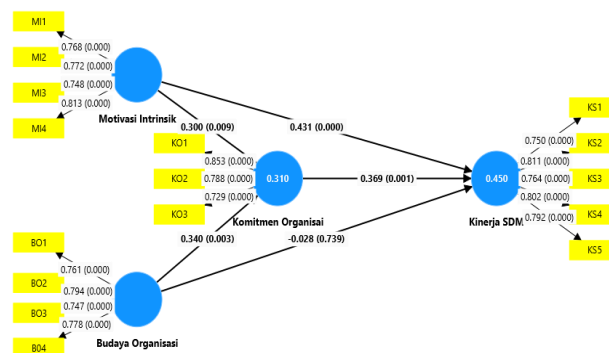 MI1
0.768 (0.000)
MI2
0.772 (0.000)
MI3
0.748 (0.000)
0.813 (0.000)
MI4
Motivasi Intrinsik
0.300 (0.009)
0.431 (0.000)
KO1
0.853 (0.000)
KO2
0.788 (0.000)
0.310
KO3
0.729 (0.000)
Komitmen Organisai
0.369 (0.001)
0.340 (0.003)
-0.028 (0.739)
KS1
0.750 (0.000)
KS2
0.811 (0.000)
0.450
0.764 (0.000)
KS3
0.802 (0.000)
KS4
0.792 (0.000)
Kinerja SDM
KS5
BO1
0.761 (0.000)
BO2
0.794 (0.000)
BO3
0.747 (0.000)
0.778 (0.000)
B04
Budaya Organisasi